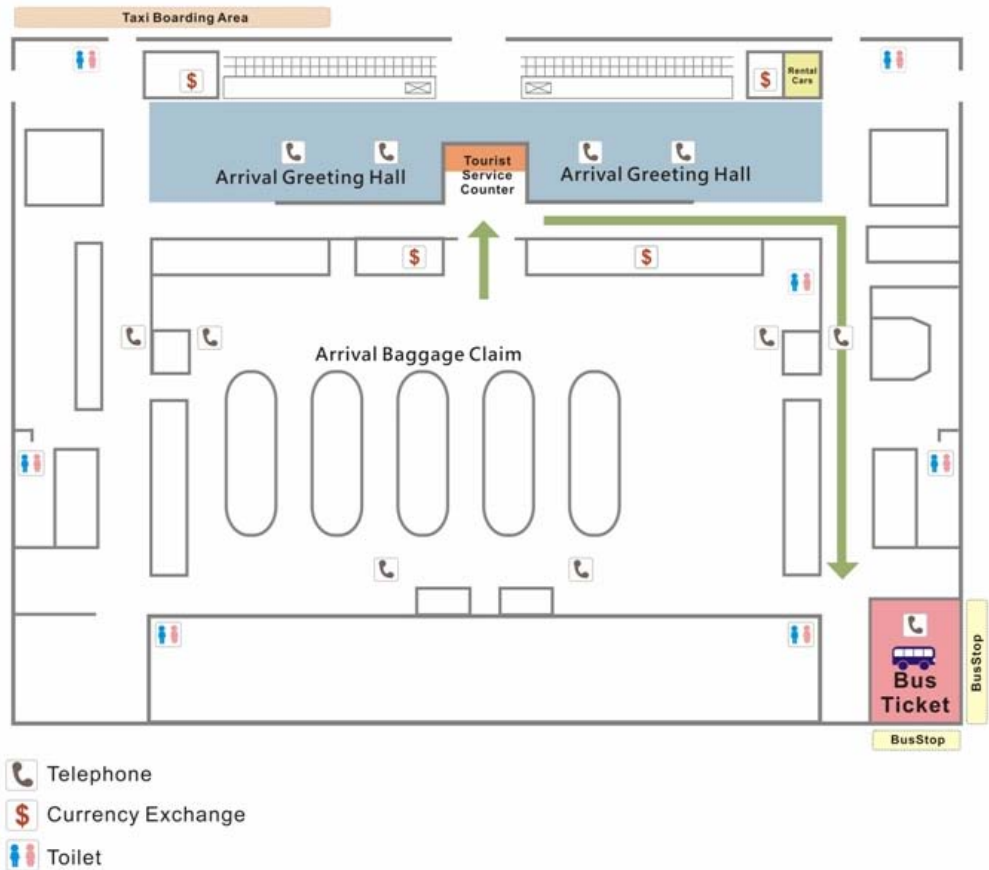 Taxi Boarding Area
Rental
Cars
Arrival Greeting Hall
Tourist
Service
Counter
Arrival Greeting Hall
Arrival Baggage Claim
Bus
Ticket
BusStop
BusStop
Telephone
$ Currency Exchange
Toilet